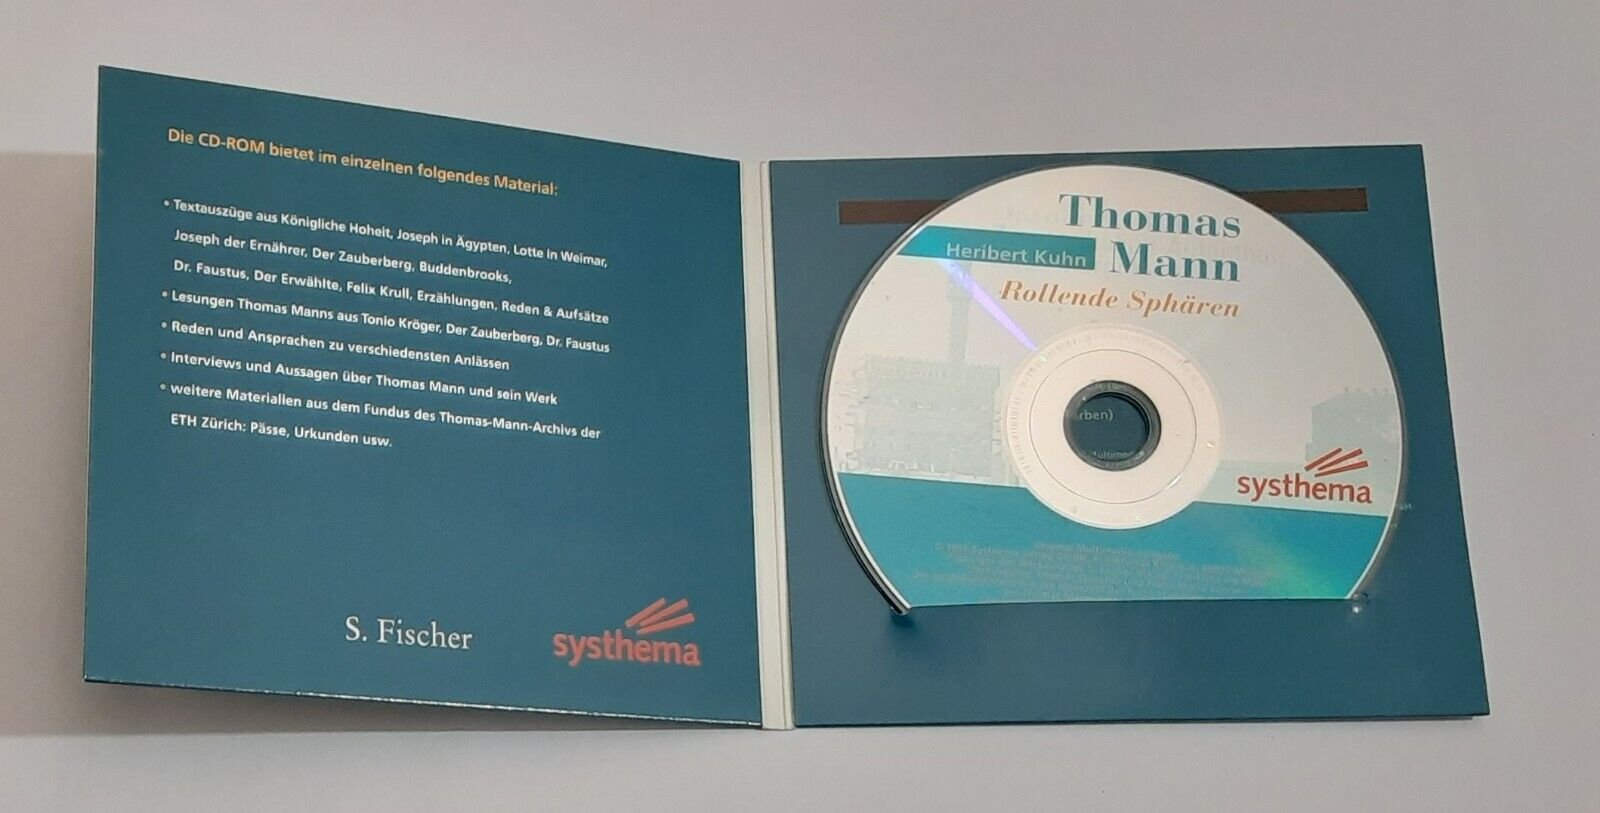 Die CD-ROM bietet im einzelnen folgendes Material:
• Textauszüge aus Königliche Hoheit, Joseph in Ägypten, Lotte in Weimar,
Joseph der Ernährer, Der Zauberberg, Buddenbrooks,
Dr. Faustus, Der Erwählte, Felix Krull, Erzählungen, Reden & Aufsätze
• Lesungen Thomas Manns aus Tonio Kröger, Der Zauberberg, Dr. Faustus
• Reden und Ansprachen zu verschiedensten Anlässen
• Interviews und Aussagen über Thomas Mann und sein Werk
• weitere Materialien aus dem Fundus des Thomas-Mann-Archivs der
ETH Zürich: Pässe, Urkunden usw.
S. Fischer
systhema
Thomas
Mann
Heribert Kuhn
Rollende Sphären
arben)
systhema